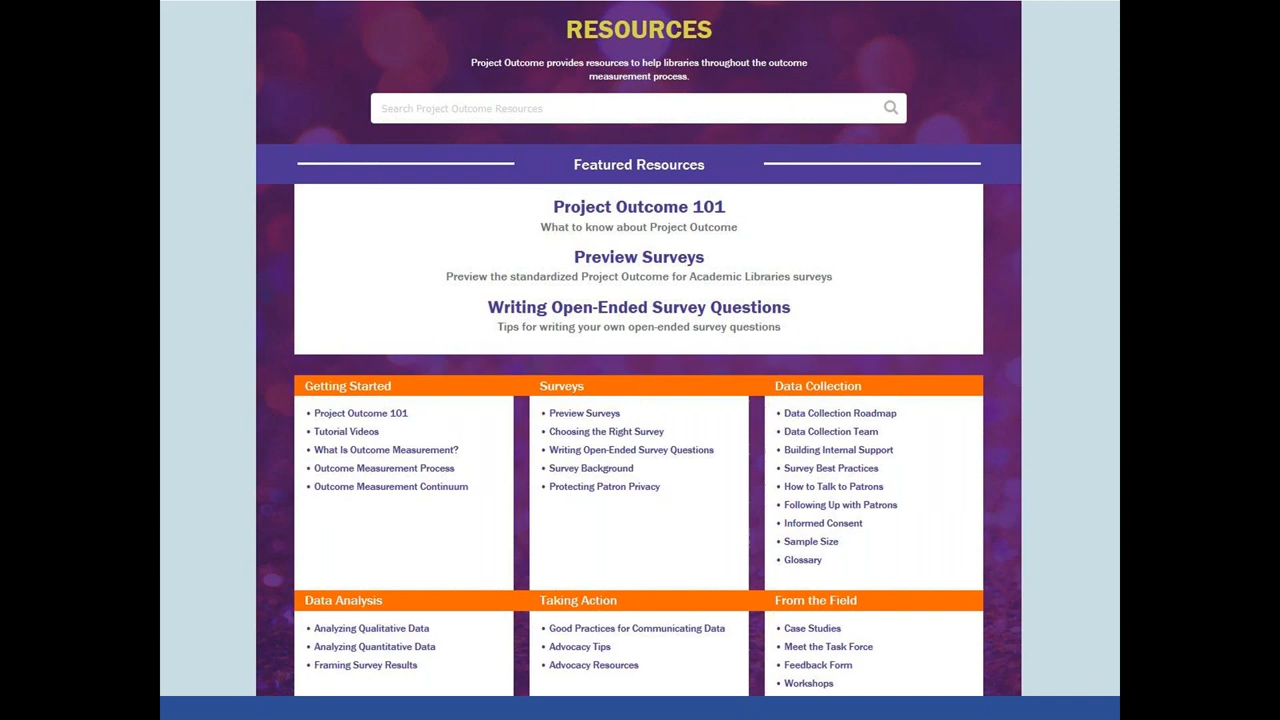 RESOURCES
Project Outcome provides resources to help libraries throughout the outcome
measurement process.
Search Project Outcome Resources
Featured Resources
Project Outcome 101
What to know about Project Outcome
Preview Surveys
Preview the standardized Project Outcome for Academic Libraries surveys
Writing Open-Ended Survey Questions
Tips for writing your own open-ended survey questions
Getting Started
• Project Outcome 101
• Tutorial Videos
• What Is Outcome Measurement?
• Outcome Measurement Process
• Outcome Measurement Continuum
Surveys
• Preview Surveys
• Choosing the Right Survey
• Writing Open-Ended Survey Questions
• Survey Background
• Protecting Patron Privacy
Data Collection
• Data Collection Roadmap
• Data Collection Team
• Building Internal Support
• Survey Best Practices
• How to Talk to Patrons
• Following Up with Patrons
• Informed Consent
• Sample Size
• Glossary
Data Analysis
• Analyzing Qualitative Data
• Analyzing Quantitative Data
• Framing Survey Results
Taking Action
• Good Practices for Communicating Data
• Advocacy Tips
• Advocacy Resources
From the Field
• Case Studies
• Meet the Task Force
• Feedback Form
• Workshops